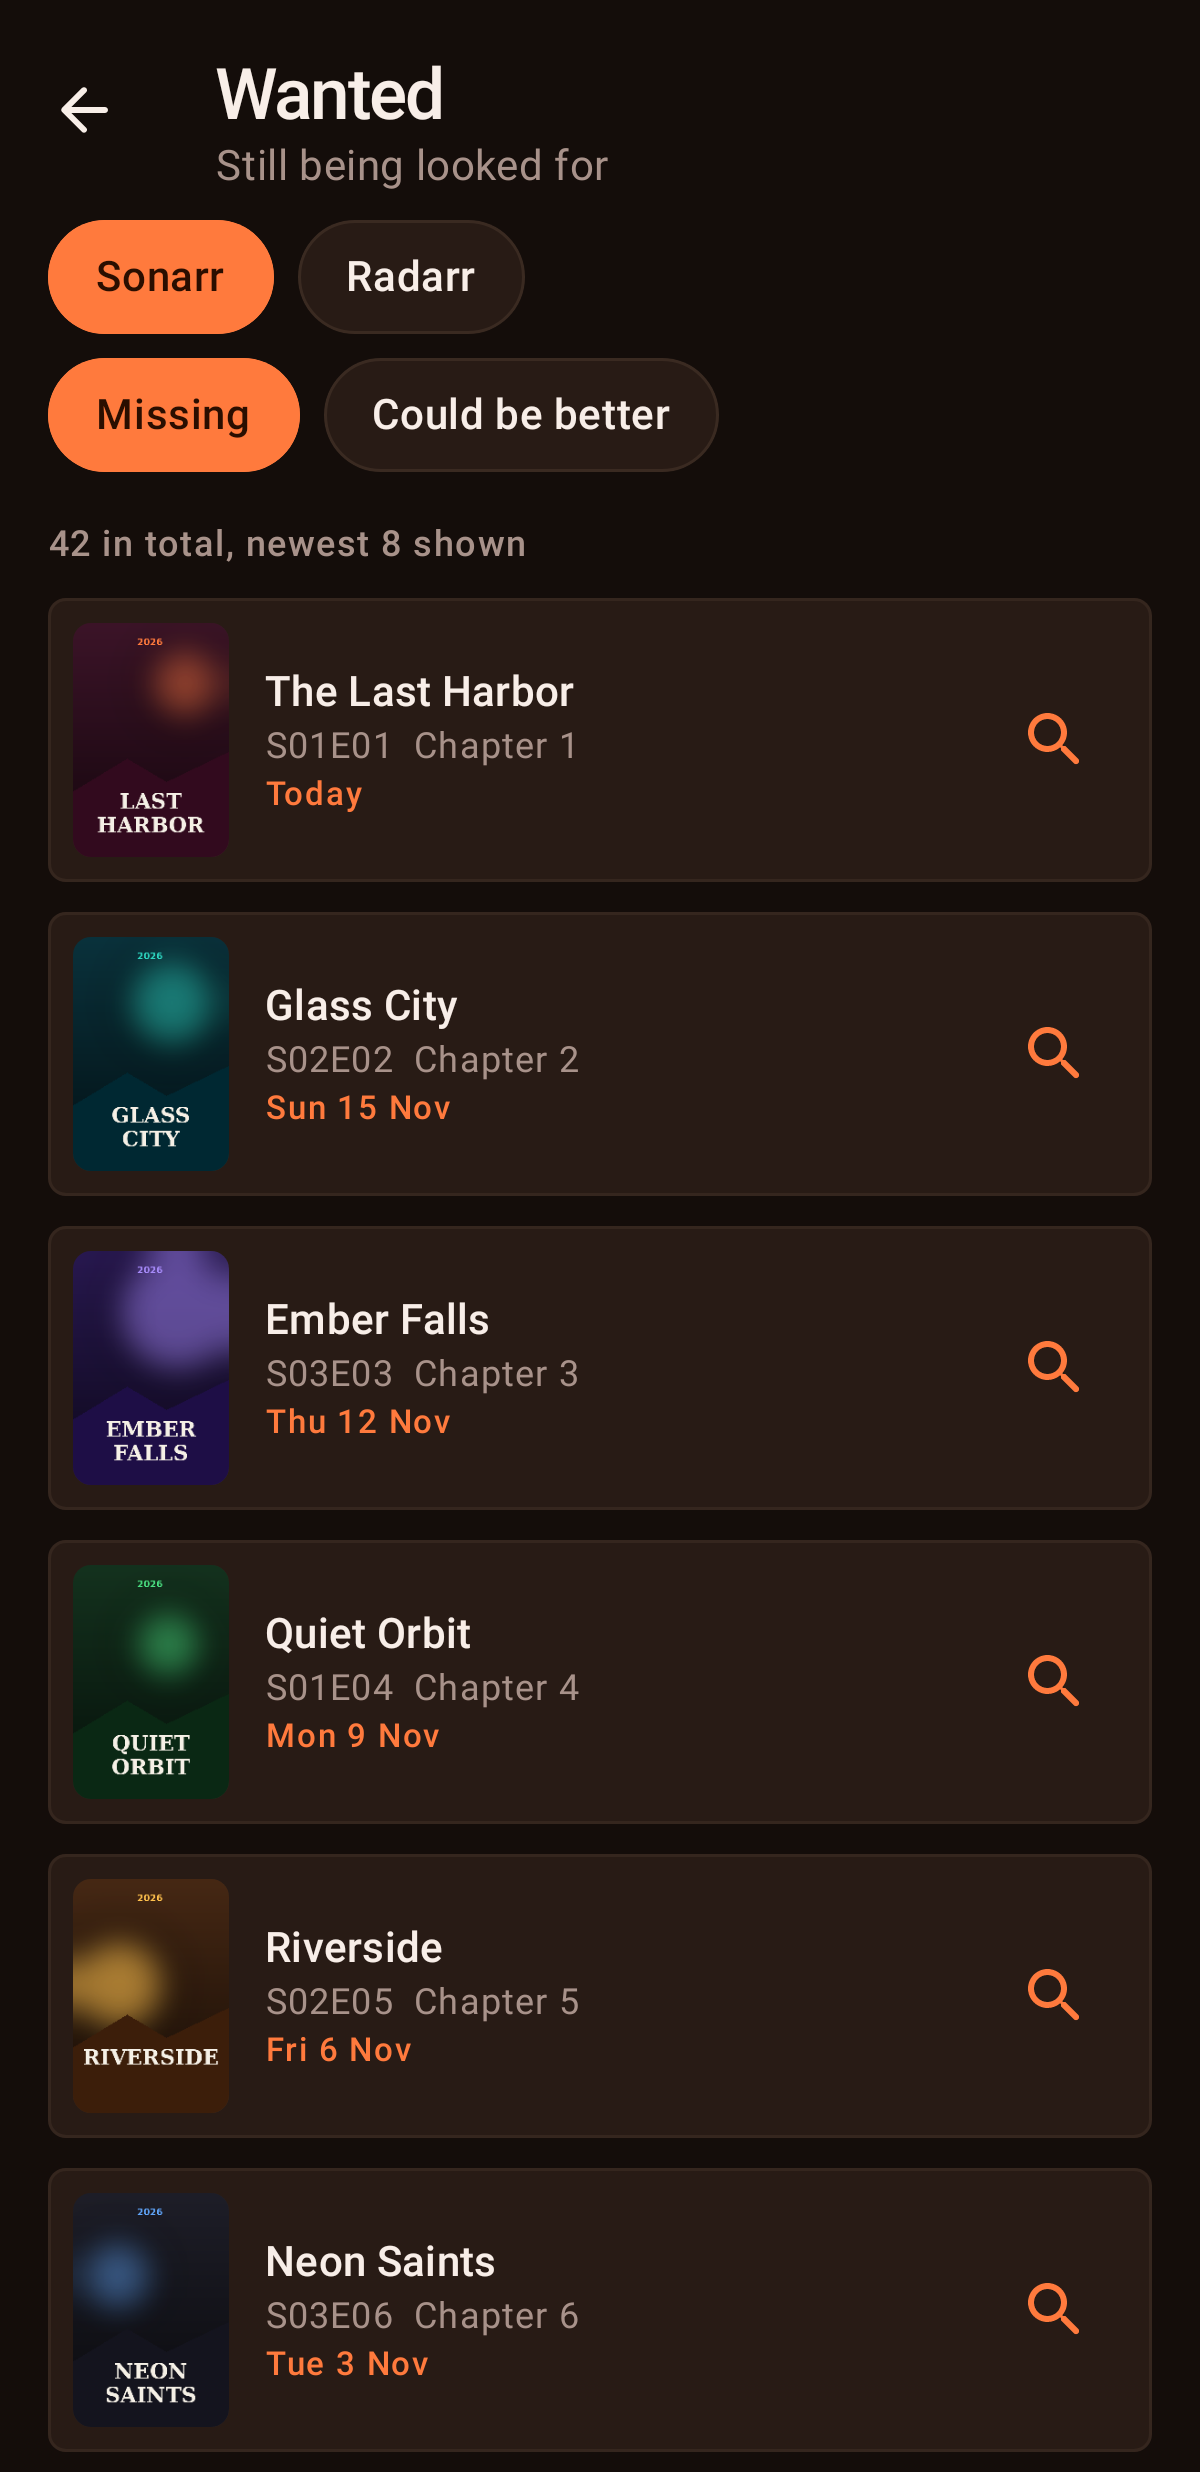 Wanted
Still being looked for
Sonarr
Radarr
Missing
Could be better
42 in total, newest 8 shown
2026
LAST
HARBOR
The Last Harbor
S01E01 Chapter 1
Today
2026
GLASS
CITY
Glass City
S02E02 Chapter 2
Sun 15 Nov
2026
EMBER
FALLS
Ember Falls
S03E03 Chapter 3
Thu 12 Nov
2026
QUIET
ORBIT
Quiet Orbit
S01E04 Chapter 4
Mon 9 Nov
2026
RIVERSIDE
Riverside
S02E05 Chapter 5
Fri 6 Nov
2026
NEON
SAINTS
Neon Saints
S03E06 Chapter 6
Tue 3 Nov